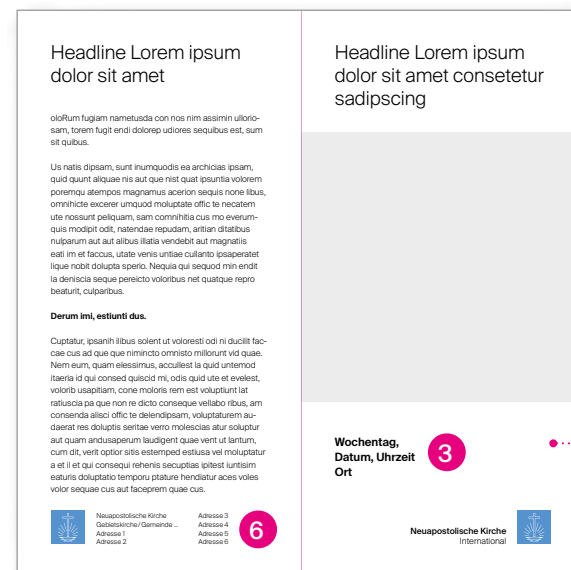 Headline Lorem ipsum
dolor sit amet
oloRum fugiam nametusda con nos nim assimin ullorio-
sam, torem fugit endi dolorep udiores sequibus est, sum
sit quibus.
Us natis dipsam, sunt inumquodis ea archicias ipsam,
quid qunt aliquae nis aut que nist quat ipsuntia volorem
poremqu atempos magnamus acerion sequis none libus,
omnihicte excerer umquod moluptate offic te necatem
ute nossunt peliquam, sam comnihitia cus mo everum-
quis modipit odit, natendae repudam, aritian ditatibus
nulparum aut aut alibus illatia vendebit aut magnatiis
eati im et faccus, utate venis untiae cullanto ipsaperatet
lique nobit dolupta sperio. Nequia qui sequod min endit
la deniscia seque pereicto voloribus net quatque repro
beaturit, culparibus.
Derum imi, estiunti dus.
Cuptatur, ipsanih ilibus solent ut voloresti odi ni ducilit fac-
cae cus ad que que nimincto omnisto millorunt vid quae.
Nem eum, quam elessimus, accullest la quid untemod
itaeria id qui consed quiscid mi, odis quid ute et evelest,
volorib usapitiam, cone moloris rem est voluptiunt lat
ratiuscia pa que non re dicto conseque vellabo ribus, am
consenda alisci offic te delendipsam, voluptaturem au-
daerat res doluptis seritae verro molescias atur soluptur
aut quam andusaperum laudigent quae vent ut lantum,
cum dit, verit optior sitis estemped estiusa vel moluptatur
a et il et qui consequi rehenis secuptias ipitest iuntisim
eaturis doluptatio temporu ptature hendiatur aces voles
volor sequae cus aut faceprem quae cus.
Neuapostolische Kirche
Gebietskirche/Gemeinde ...
Adresse 1
Adresse 2
Adresse 3
Adresse 4
Adresse 5
Adresse 6
6
Headline Lorem ipsum
dolor sit amet consetetur
sadipscing
Wochentag,
Datum, Uhrzeit
Ort
3
Neuapostolische Kirche
International